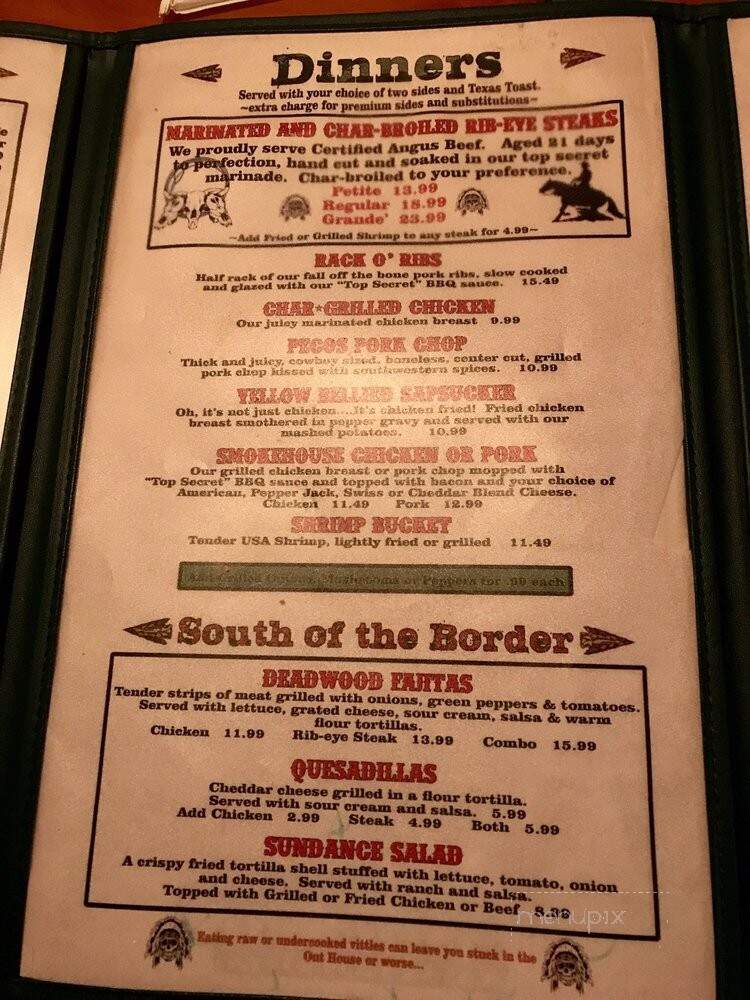 Dinners
Served with your choice of two sides and Texas Toast.
~extra charge for premium sides and substitutions~
MARINATED AND CHAR-BROILED RIB-EYE STEAKS
We proudly serve Certified Angus Beef. Aged 21 days
to perfection, hand cut and soaked in our top secret
marinade. Char-broiled to your preference.
Petite 13.99
Regular 18.99
Grande' 23.99
~Add Fried or Grilled Shrimp to any steak for 4.99~
RACK O' RIBS
Half rack of our fall off the bone pork ribs, slow cooked
and glazed with our "Top Secret" BBQ sauce. 15.49
CHAR*GRILLED CHICKEN
Our juicy marinated chicken breast 9.99
PECOS PORK CHOP
Thick and juicy, cowboy sized, boneless, center cut, grilled
pork chop kissed with southwestern spices. 10.99
YELLOW BELLIED SAPSUCKER
Oh, it's not just chicken....It's chicken fried! Fried chicken
breast smothered in pepper gravy and served with our
mashed potatoes. 10.99
SMOKEHOUSE CHICKEN OR PORK
Our grilled chicken breast or pork chop mopped with
"Top Secret" BBQ sauce and topped with bacon and your choice of
American, Pepper Jack, Swiss or Cheddar Blend Cheese.
Chicken 11.49 Pork 12.99
SHRIMP BUCKET
Tender USA Shrimp, lightly fried or grilled 11.49
Add Grilled Onions, Mushrooms or Peppers for .99 each
South of the Border
DEADWOOD FAJITAS
Tender strips of meat grilled with onions, green peppers & tomatoes.
Served with lettuce, grated cheese, sour cream, salsa & warm
flour tortillas.
Chicken 11.99 Rib-eye Steak 13.99 Combo 15.99
QUESADILLAS
Cheddar cheese grilled in a flour tortilla.
Served with sour cream and salsa. 5.99
Add Chicken 2.99 Steak 4.99 Both 5.99
SUNDANCE SALAD
A crispy fried tortilla shell stuffed with lettuce, tomato, onion
and cheese. Served with ranch and salsa.
Topped with Grilled or Fried Chicken or Beef 8.99
menupix
Eating raw or undercooked vittles can leave you stuck in the
Out House or worse...